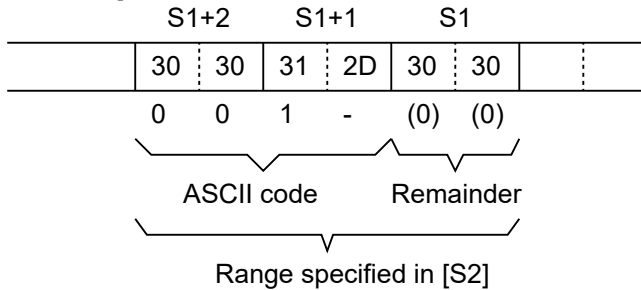 S1+2 S1+1 S1
30 30 31 2D 30 30
0 0 1 - (0) (0)
ASCII code Remainder
Range specified in [S2]